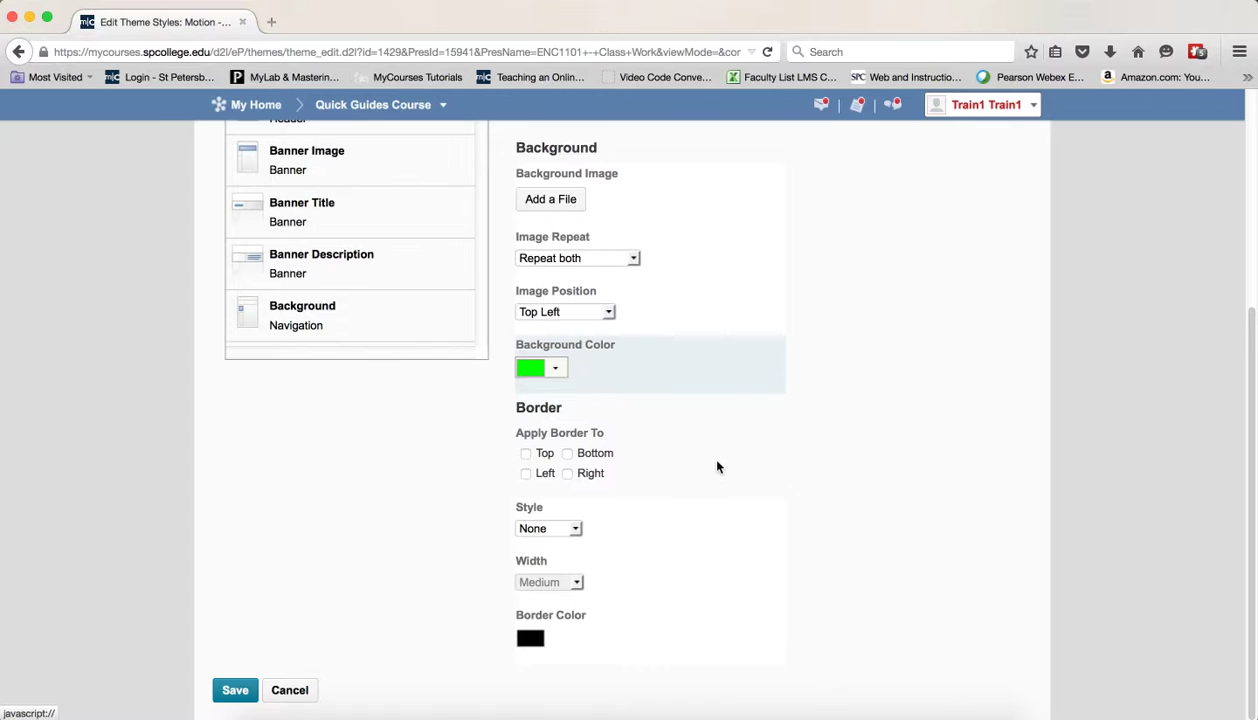 Edit Theme Styles: Motion -...
https://mycourses.spcollege.edu/d2l/eP/themes/theme_edit.d2l?id=1429&PresId=15941&PresName=ENC1101+-+Class+Work&viewMode=&cor
Search
5
Most Visited
Login - St Petersb...
MyLab & Mastering...
MyCourses Tutorials
Teaching an Online...
Video Code Conve...
Faculty List LMS C...
SPC Web and Instructio...
Pearson Webex E...
Amazon.com: You...
My Home
Quick Guides Course
Train1 Train1
Header
Banner Image
Banner
Banner Title
Banner
Banner Description
Banner
Background
Navigation
Background
Background Image
Add a File
Image Repeat
Repeat both
Image Position
Top Left
Background Color
Border
Apply Border To
Top Bottom
Left Right
Style
None
Width
Medium
Border Color
Save Cancel
javascript://